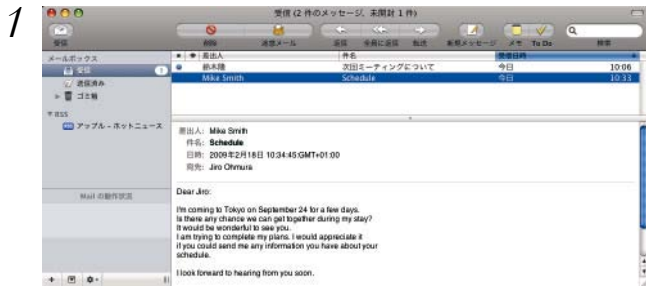 1
受信 (2 件のメッセージ、未開封 1 件)
受信 削除 迷惑メール 返信 全員に返信 転送 新規メッセージ メモ To Do 検索
メールボックス
受信 1
送信済み
ゴミ箱
RSS
アップル - ホットニュース
Mail の動作状況
差出人 件名 受信日時
鈴木隆 次回ミーティングについて 今日 10:06
Mike Smith Schedule 今日 10:33
差出人: Mike Smith
件名: Schedule
日時: 2009年2月18日 10:34:45:GMT+01:00
宛先: Jiro Ohmura
Dear Jiro:
I'm coming to Tokyo on September 24 for a few days.
Is there any chance we can get together during my stay?
It would be wonderful to see you.
I am trying to complete my plans. I would appreciate it
if you could send me any information you have about your
schedule.
I look forward to hearing from you soon.